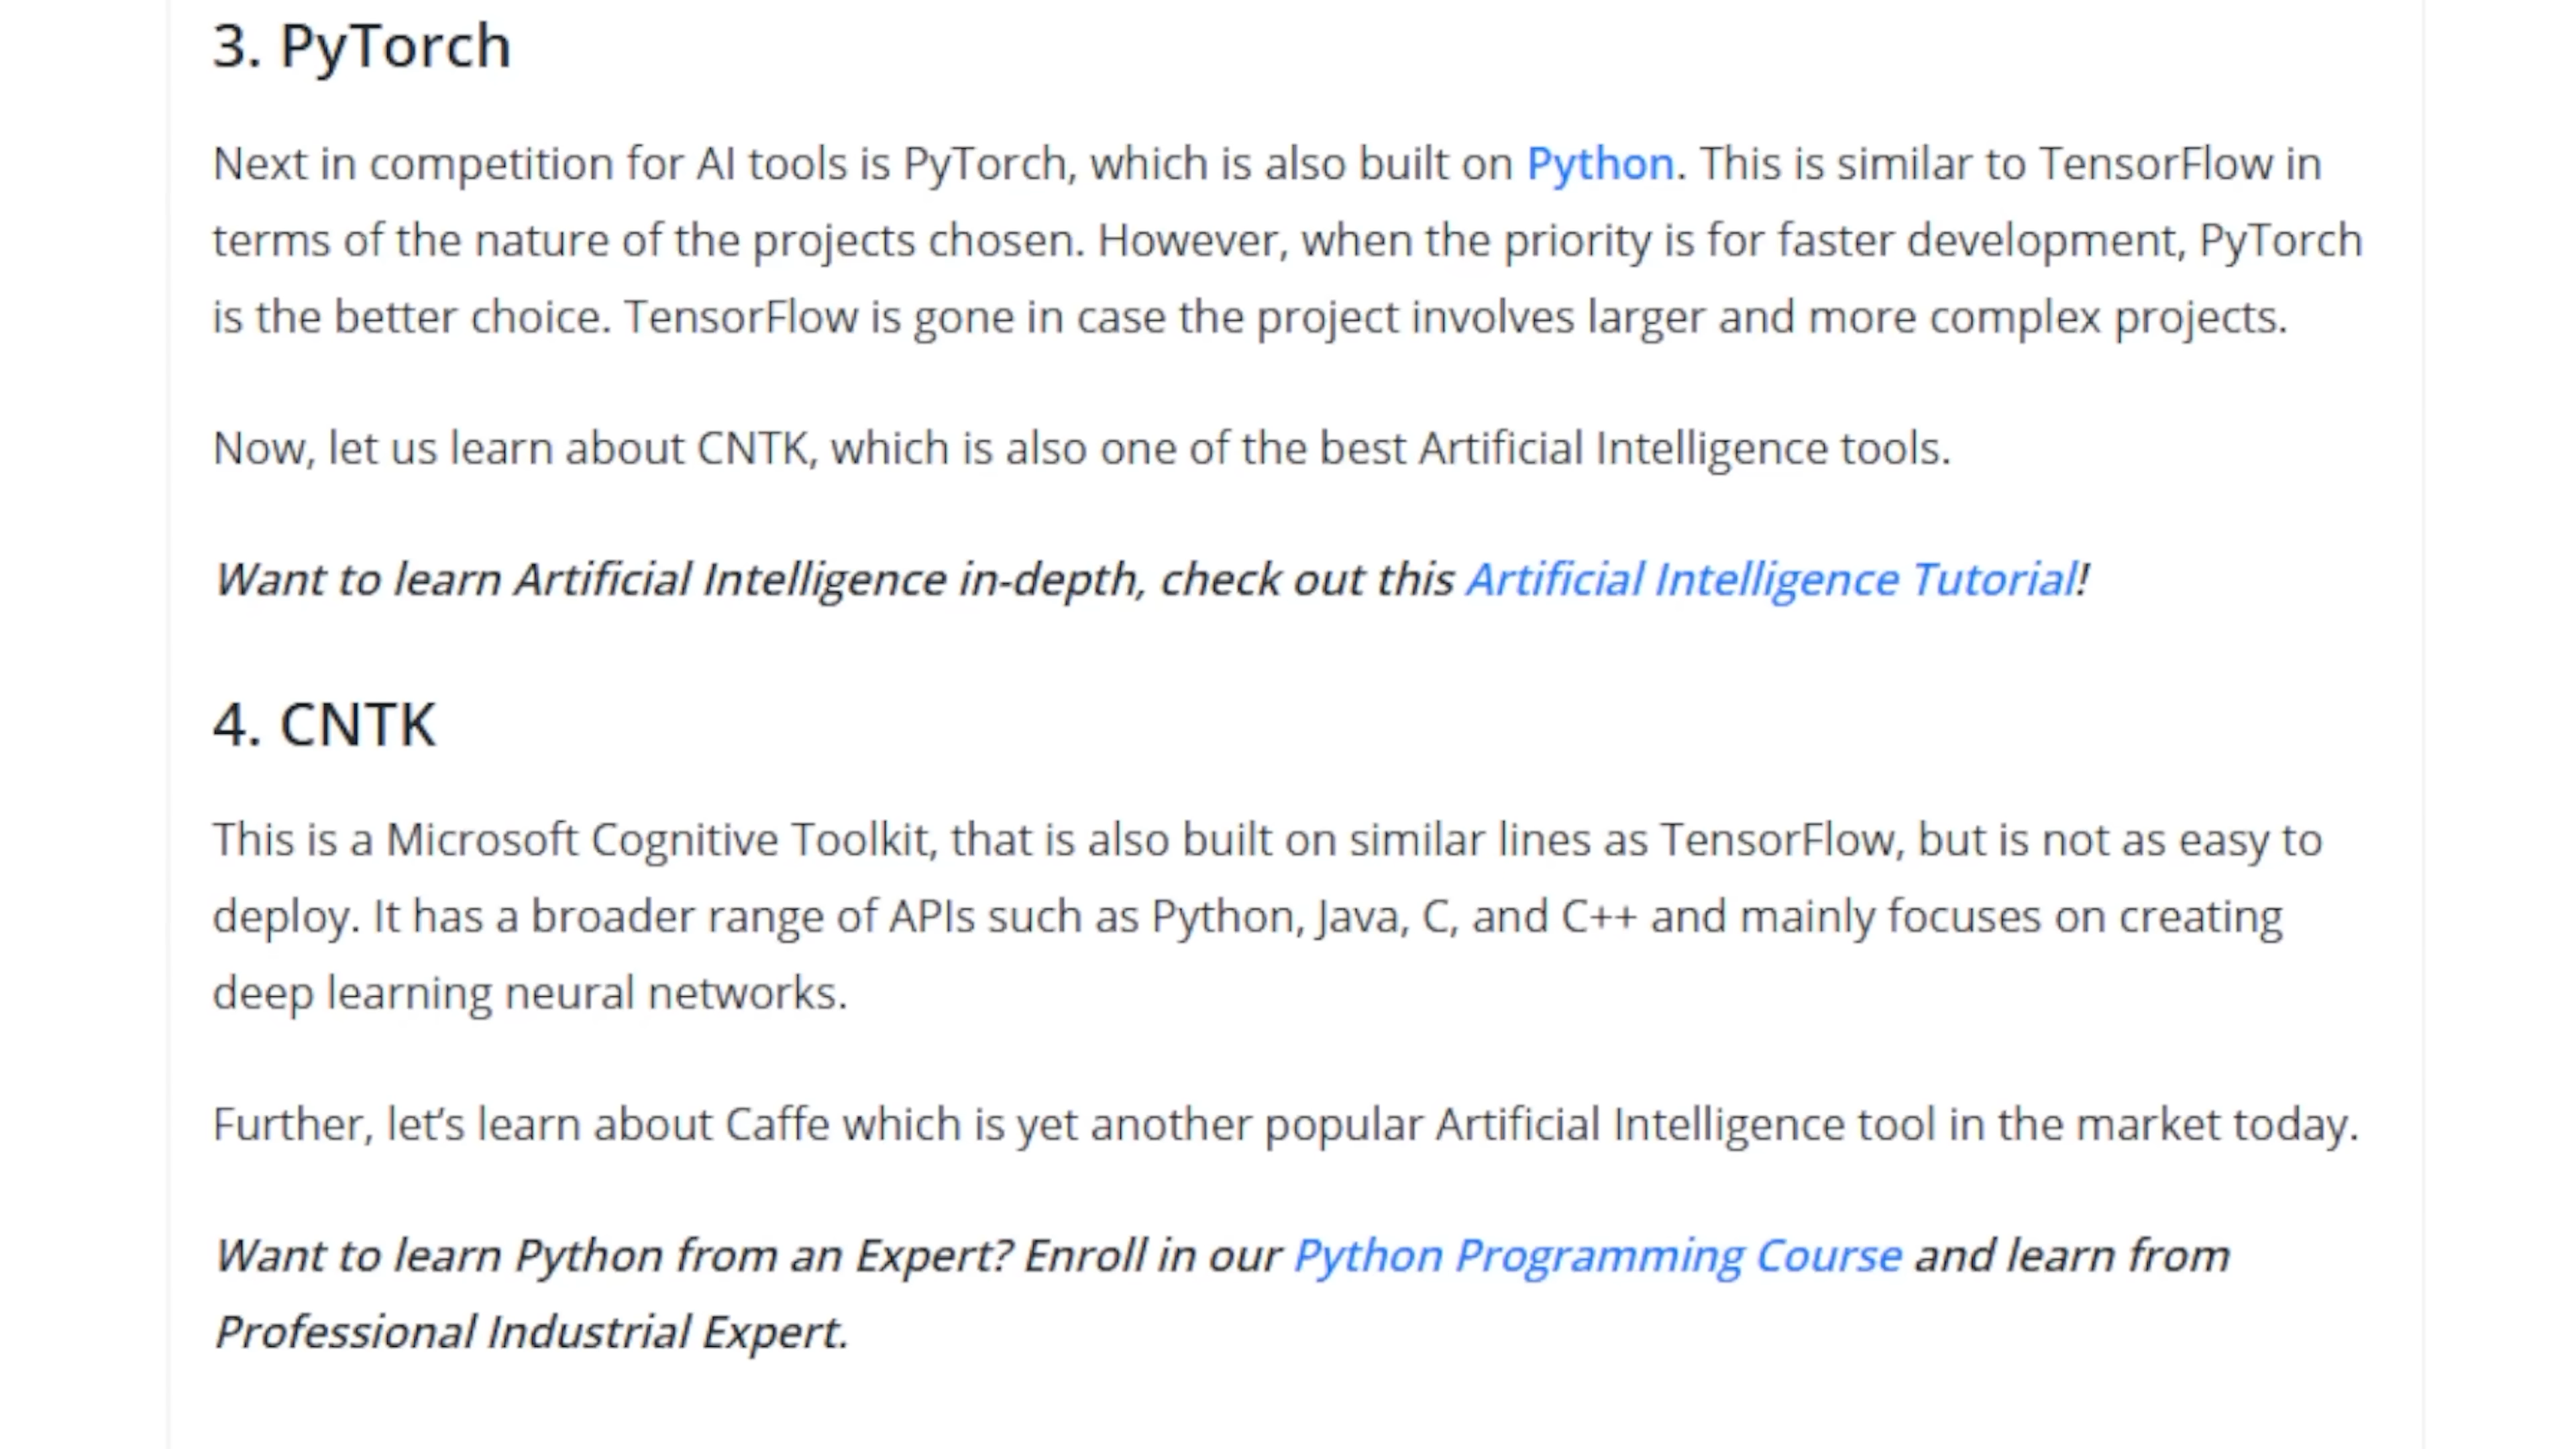 3. PyTorch
Next in competition for AI tools is PyTorch, which is also built on Python. This is similar to TensorFlow in
terms of the nature of the projects chosen. However, when the priority is for faster development, PyTorch
is the better choice. TensorFlow is gone in case the project involves larger and more complex projects.
Now, let us learn about CNTK, which is also one of the best Artificial Intelligence tools.
Want to learn Artificial Intelligence in-depth, check out this Artificial Intelligence Tutorial!
4. CNTK
This is a Microsoft Cognitive Toolkit, that is also built on similar lines as TensorFlow, but is not as easy to
deploy. It has a broader range of APIs such as Python, Java, C, and C++ and mainly focuses on creating
deep learning neural networks.
Further, let’s learn about Caffe which is yet another popular Artificial Intelligence tool in the market today.
Want to learn Python from an Expert? Enroll in our Python Programming Course and learn from
Professional Industrial Expert.